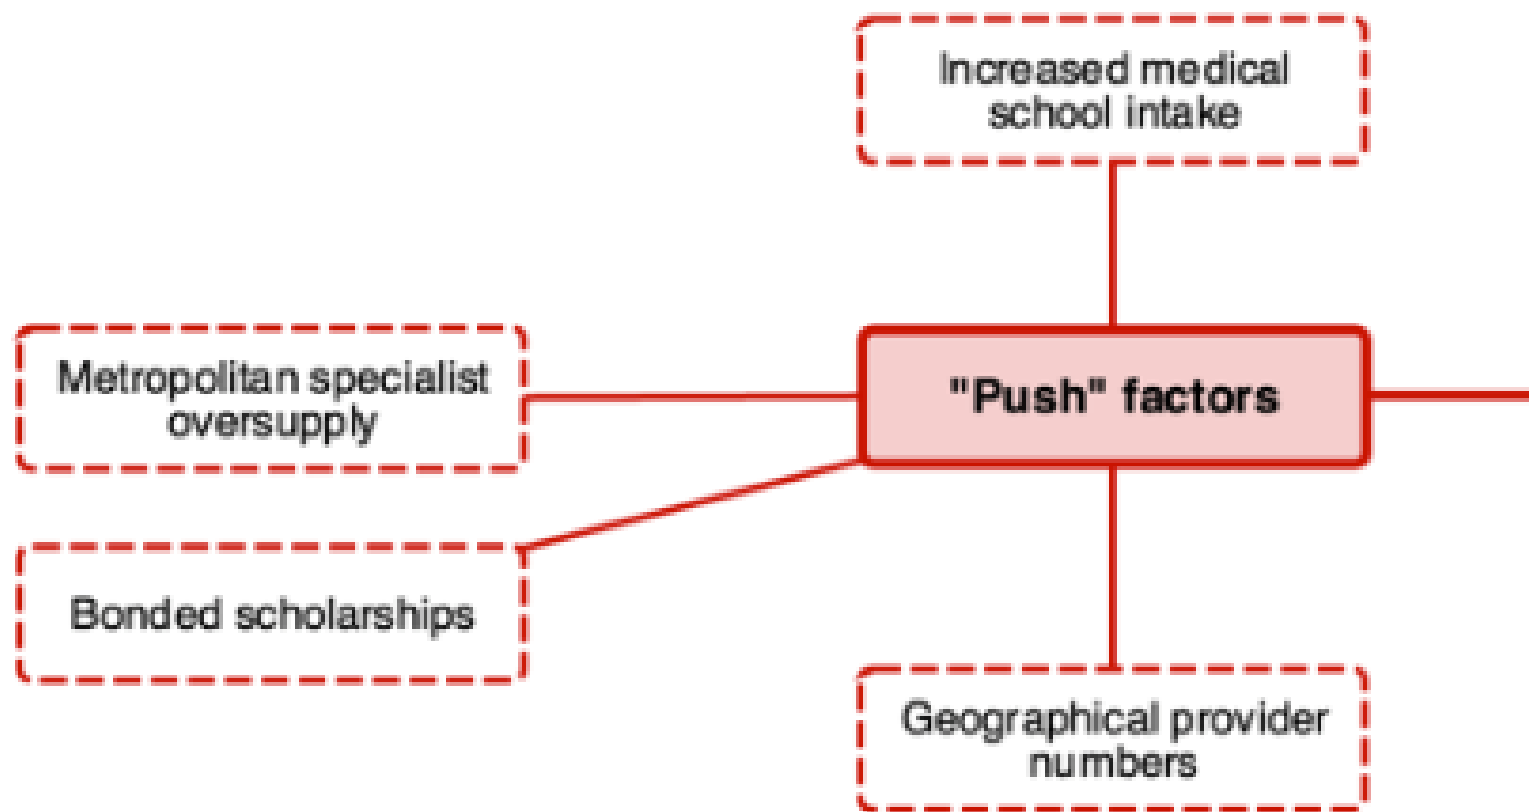 Increased medical
school intake
Metropolitan specialist
oversupply
"Push" factors
Bonded scholarships
Geographical provider
numbers